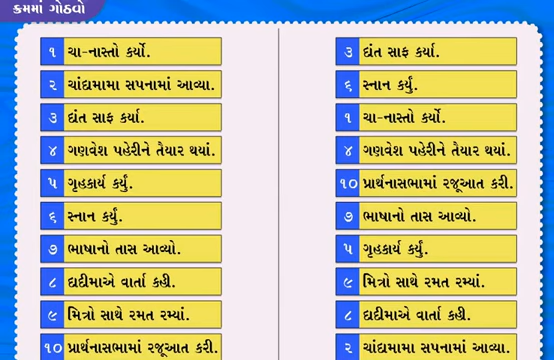 ક્રમમાં ગોઠવો
૧ ચા-નાસ્તો કર્યો.
૨ ચાંદામામા સપનામાં આવ્યા.
૩ દાંત સાફ કર્યા.
૪ ગણવેશ પહેરીને તૈયાર થયાં.
૫ ગૃહકાર્ય કર્યું.
૬ સ્નાન કર્યું.
૭ ભાષાનો તાસ આવ્યો.
૮ દાદીમાએ વાર્તા કહી.
૯ મિત્રો સાથે રમત રમ્યાં.
૧૦ પ્રાર્થનાસભામાં રજૂઆત કરી.
૩ દાંત સાફ કર્યા.
૬ સ્નાન કર્યું.
૧ ચા-નાસ્તો કર્યો.
૪ ગણવેશ પહેરીને તૈયાર થયાં.
૧૦ પ્રાર્થનાસભામાં રજૂઆત કરી.
૭ ભાષાનો તાસ આવ્યો.
૫ ગૃહકાર્ય કર્યું.
૯ મિત્રો સાથે રમત રમ્યાં.
૮ દાદીમાએ વાર્તા કહી.
૨ ચાંદામામા સપનામાં આવ્યા.